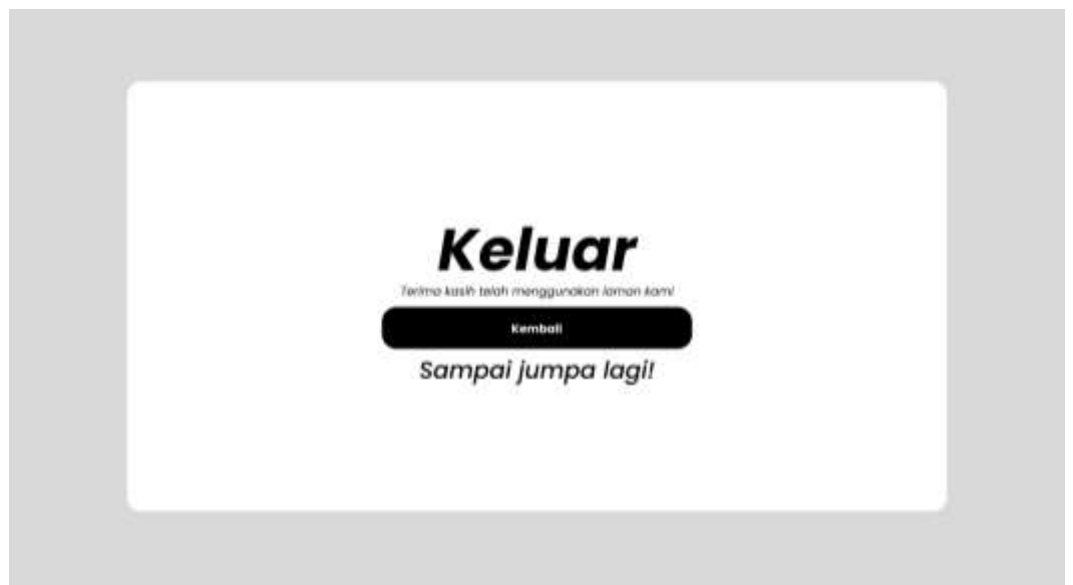 Keluar
Terima kasih telah menggunakan laman kami
Kembali
Sampai jumpa lagi!